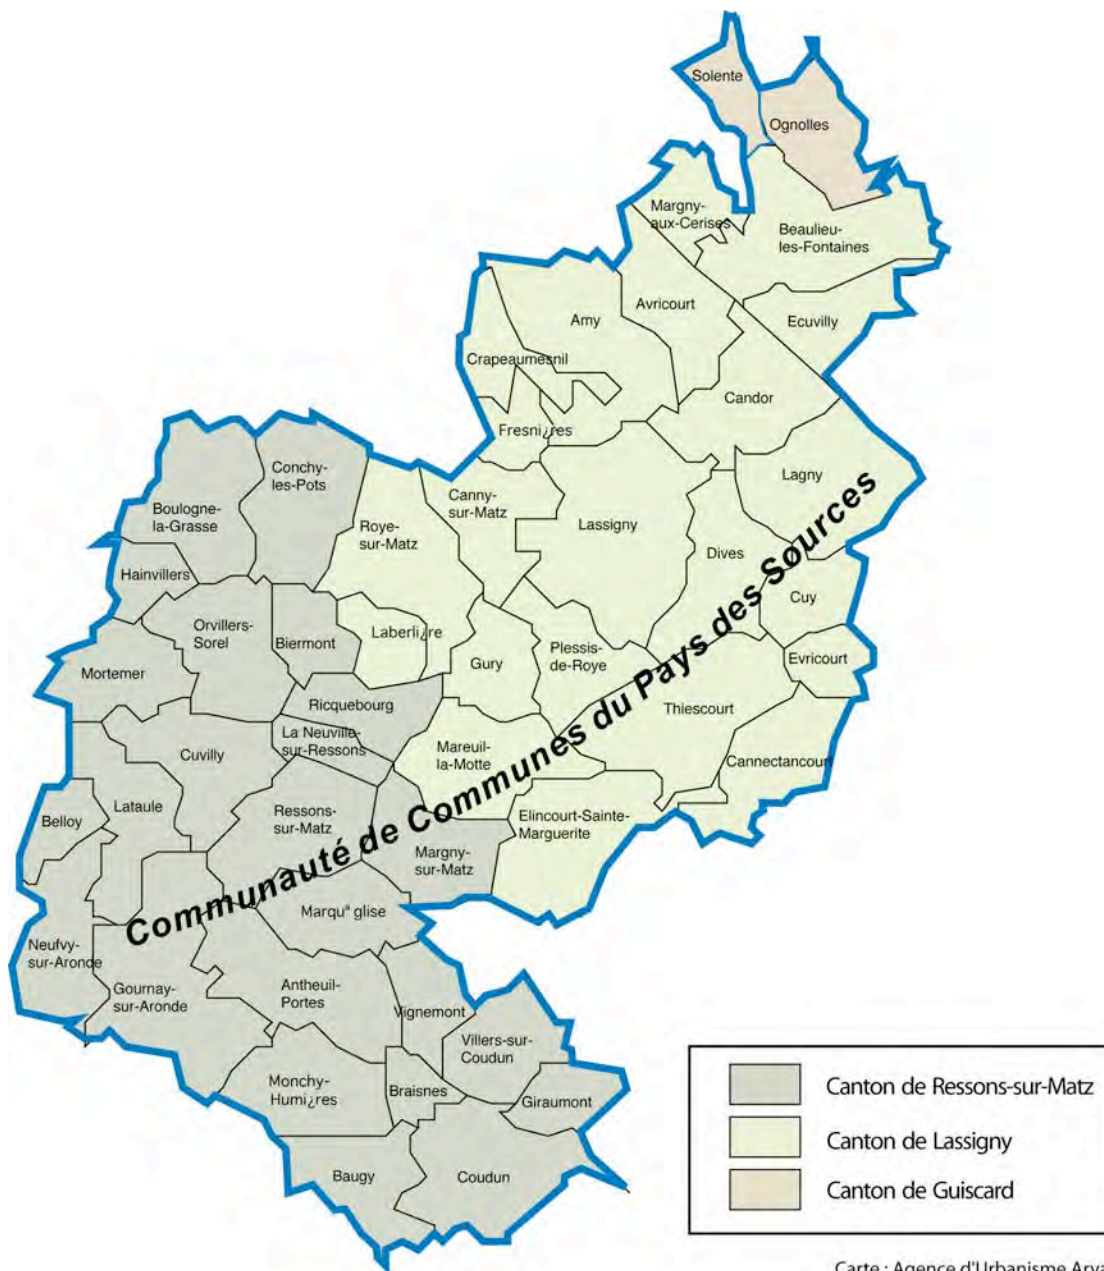 Solente
Ognolles
Margny-
aux-Cerises
Beaulieu-
les-Fontaines
Avricourt
Amy
Ecuvilly
Crapeaumesnil
Candor
Fresni¿res
Conchy-
les-Pots
Canny-
sur-Matz
Lagny
Boulogne-
la-Grasse
Roye-
sur-Matz
Lassigny
Dives
Hainvillers
Cuy
Orvillers-
Sorel
Biermont
Laberli¿re
Plessis-
de-Roye
Evricourt
Gury
Mortemer
Ricquebourg
Thiescourt
La Neuville-
sur-Ressons
Cuvilly
Mareuil-
la-Motte
Cannectancourt
Lataule
Belloy
Ressons-
sur-Matz
Elincourt-Sainte-
Marguerite
Margny-
sur-Matz
Communauté de Communes du Pays des Sources
Marquª glise
Neufvy-
sur-Aronde
Gournay-
sur-Aronde
Antheuil-
Portes
Vignemont
Villers-sur-
Coudun
Monchy-
Humi¿res
Braisnes
Giraumont
Baugy
Coudun
Canton de Ressons-sur-Matz
Canton de Lassigny
Canton de Guiscard
Carte : Agence d'Urbanisme Arva